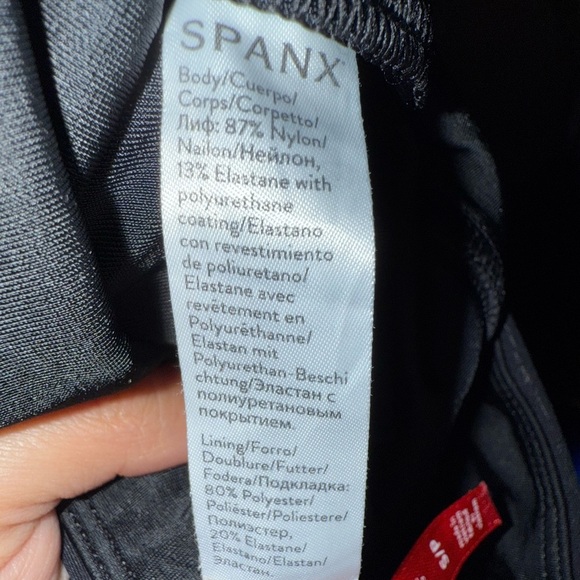 SPANX
Body/Cuerpo/
Corps/Corpetto/
Лиф: 87% Nylon/
Nailon/Нейлон,
13% Elastane with
polyurethane
coating/Elastano
con revestimiento
de poliuretano/
Elastane avec
revêtement en
Polyuréthanne/
Elastan mit
Polyurethan-Beschi
chtung/Эластан с
полиуретановым
покрытием.
Lining/Forro/
Doublure/Futter/
Fodera/Подкладка:
80% Polyester/
Poliéster/Poliestere/
Полиэстер,
20% Elastane/
Elastano/Elastan/
Эластан.
S/P